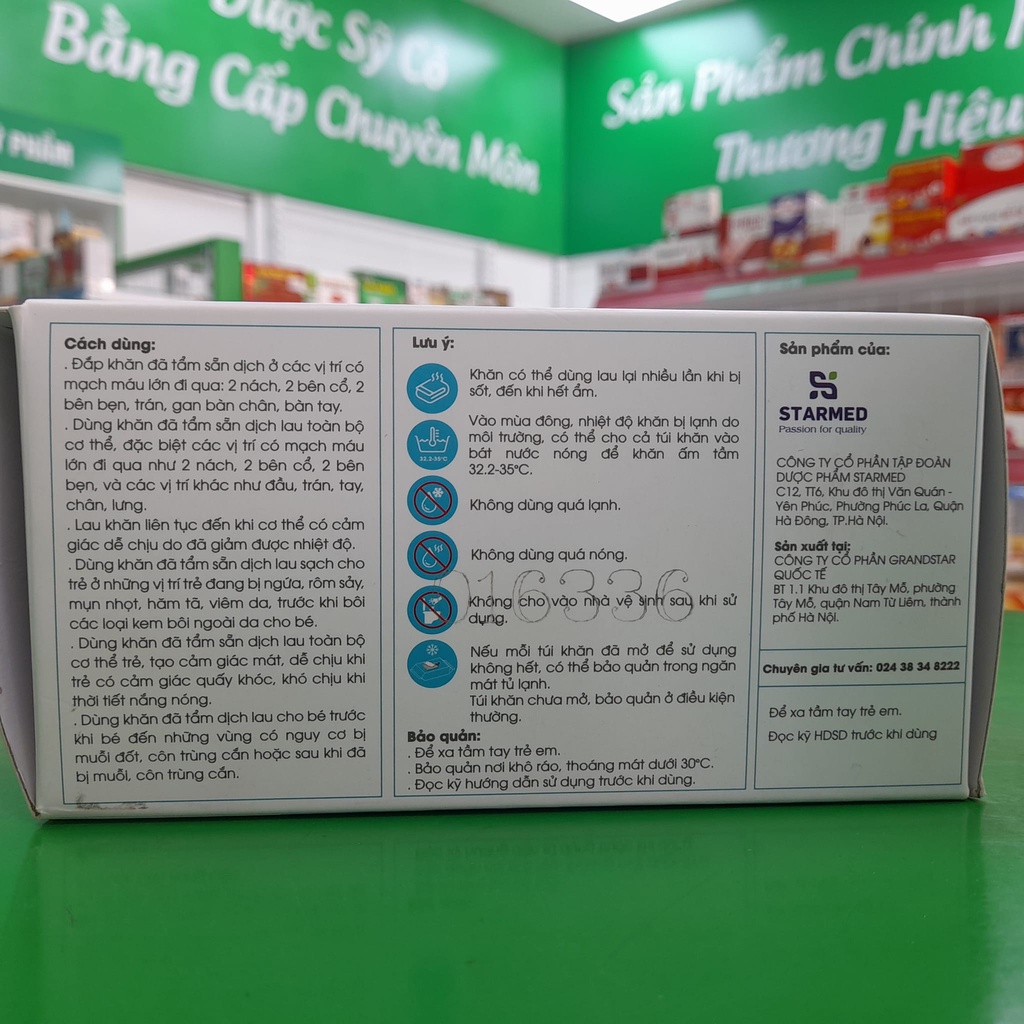 Dược Sỹ Có
Bằng Cấp Chuyên Môn
Sản Phẩm Chính
Thương Hiệu
PHẨM
Cách dùng:
. Đắp khăn đã tẩm sẵn dịch ở các vị trí có
mạch máu lớn đi qua: 2 nách, 2 bên cổ, 2
bên bẹn, trán, gan bàn chân, bàn tay.
. Dùng khăn đã tẩm sẵn dịch lau toàn bộ
cơ thể, đặc biệt các vị trí có mạch máu
lớn đi qua như 2 nách, 2 bên cổ, 2 bên
bẹn, và các vị trí khác như đầu, trán, tay,
chân, lưng.
. Lau khăn liên tục đến khi cơ thể có cảm
giác dễ chịu do đã giảm được nhiệt độ.
. Dùng khăn đã tẩm sẵn dịch lau sạch cho
trẻ ở những vị trí trẻ đang bị ngứa, rôm sảy,
mụn nhọt, hăm tã, viêm da, trước khi bôi
các loại kem bôi ngoài da cho bé.
. Dùng khăn đã tẩm sẵn dịch lau toàn bộ
cơ thể trẻ, tạo cảm giác mát, dễ chịu khi
trẻ có cảm giác quấy khóc, khó chịu khi
thời tiết nắng nóng.
. Dùng khăn đã tẩm dịch lau cho bé trước
khi bé đến những vùng có nguy cơ bị
muỗi đốt, côn trùng cắn hoặc sau khi đã
bị muỗi, côn trùng cắn.
Lưu ý:
Khăn có thể dùng lau lại nhiều lần khi bị
sốt, đến khi hết ẩm.
Vào mùa đông, nhiệt độ khăn bị lạnh do
môi trường, có thể cho cả túi khăn vào
bát nước nóng để khăn ấm tầm
32.2-35°C.
32.2-35°C
Không dùng quá lạnh.
Không dùng quá nóng.
016336
Không cho vào nhà vệ sinh sau khi sử
dụng.
Nếu mỗi túi khăn đã mở để sử dụng
không hết, có thể bảo quản trong ngăn
mát tủ lạnh.
Túi khăn chưa mở, bảo quản ở điều kiện
thường.
Bảo quản:
. Để xa tầm tay trẻ em.
. Bảo quản nơi khô ráo, thoáng mát dưới 30°C.
. Đọc kỹ hướng dẫn sử dụng trước khi dùng.
Sản phẩm của:
STARMED
Passion for quality
CÔNG TY CỔ PHẦN TẬP ĐOÀN
DƯỢC PHẨM STARMED
C12, TT6, Khu đô thị Văn Quán -
Yên Phúc, Phường Phúc La, Quận
Hà Đông, TP.Hà Nội.
Sản xuất tại:
CÔNG TY CỔ PHẦN GRANDSTAR
QUỐC TẾ
BT 1.1 Khu đô thị Tây Mỗ, phường
Tây Mỗ, quận Nam Từ Liêm, thành
phố Hà Nội.
Chuyên gia tư vấn: 024 38 34 8222
Để xa tầm tay trẻ em.
Đọc kỹ HDSD trước khi dùng